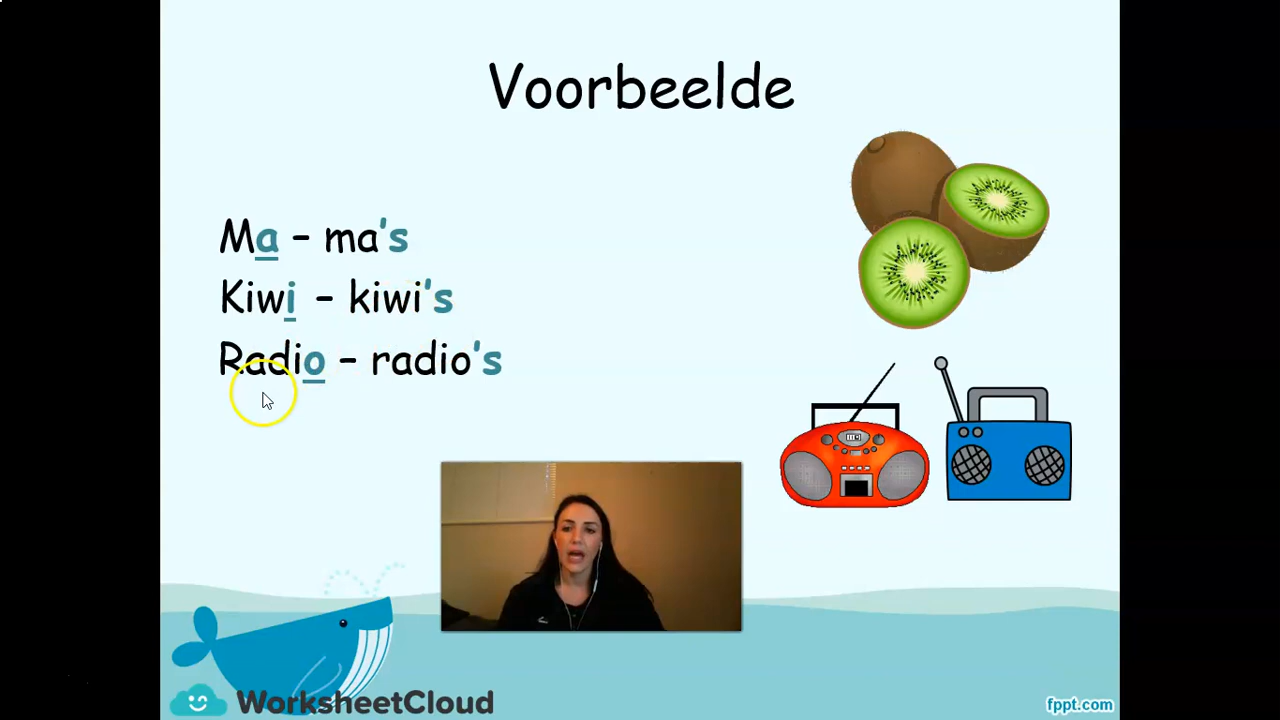 Voorbeelde
Ma – ma's
Kiwi – kiwi's
Radio – radio's
WorksheetCloud
fppt.com